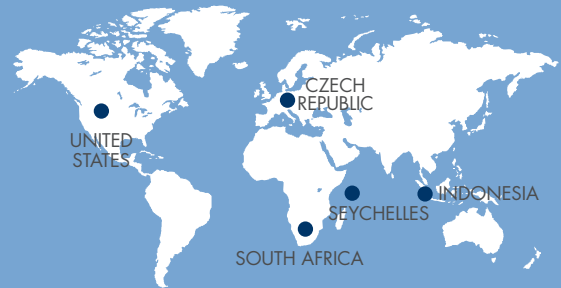 CZECH
REPUBLIC
UNITED
STATES
INDONESIA
SEYCHELLES
SOUTH AFRICA